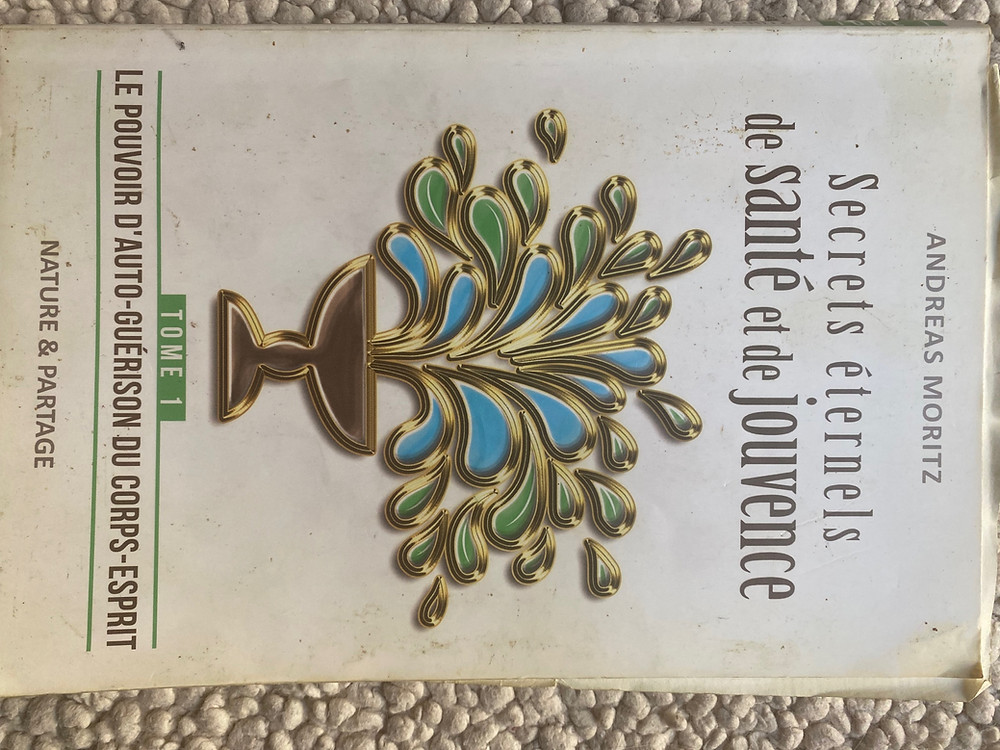 ANDREAS MORITZ
Secrets éternels
de Santé et de Jouvence
TOME 1
LE POUVOIR D'AUTO-GUÉRISON DU CORPS-ESPRIT
NATURE & PARTAGE